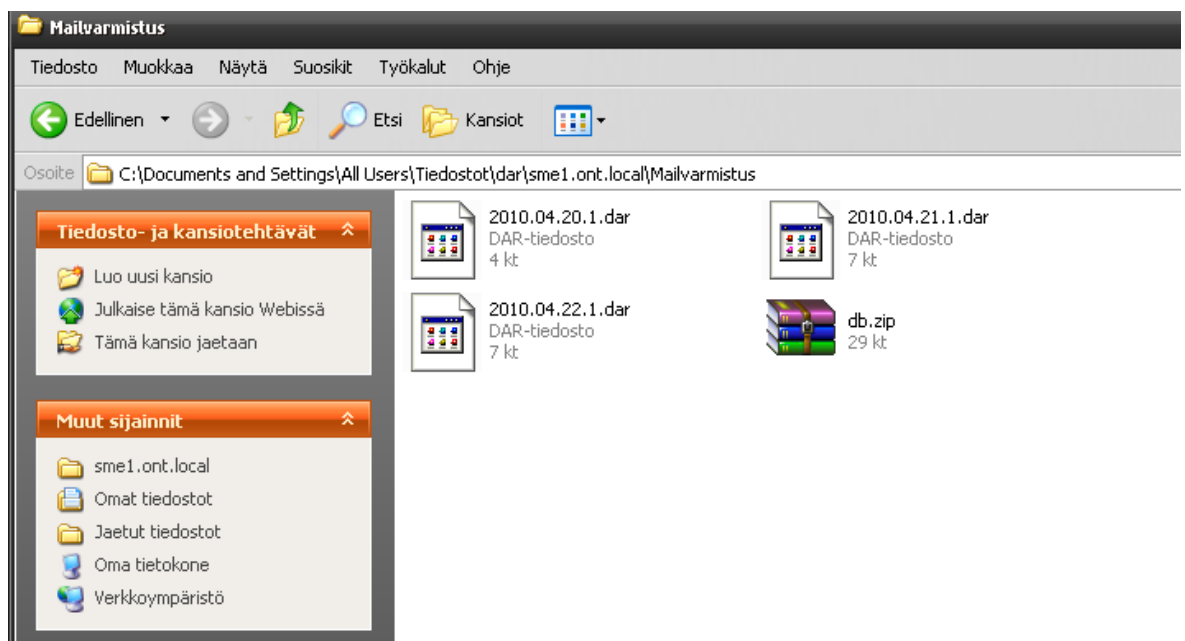 Mailvarmistus
Tiedosto Muokkaa Näytä Suosikit Työkalut Ohje
Edellinen Etsi Kansiot
Osoite C:\Documents and Settings\All Users\Tiedostot\dar\sme1.ont.local\Mailvarmistus
Tiedosto- ja kansiotehtävät
Luo uusi kansio
Julkaise tämä kansio Webissä
Tämä kansio jaetaan
Muut sijainnit
sme1.ont.local
Omat tiedostot
Jaetut tiedostot
Oma tietokone
Verkkoympäristö
2010.04.20.1.dar
DAR-tiedosto
4 kt
2010.04.21.1.dar
DAR-tiedosto
7 kt
2010.04.22.1.dar
DAR-tiedosto
7 kt
db.zip
29 kt